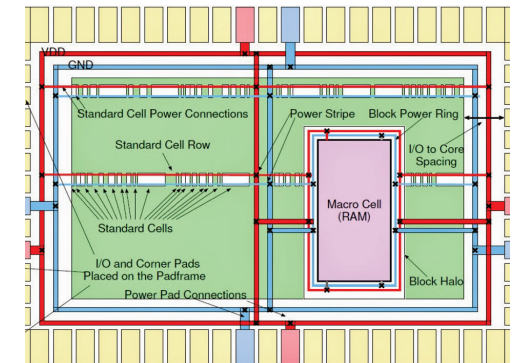 VDD
GND
Standard Cell Power Connections
Power Stripe
Block Power Ring
Standard Cell Row
I/O to Core
Spacing
Macro Cell
(RAM)
Standard Cells
I/O and Corner Pads
Placed on the Padframe
Block Halo
Power Pad Connections